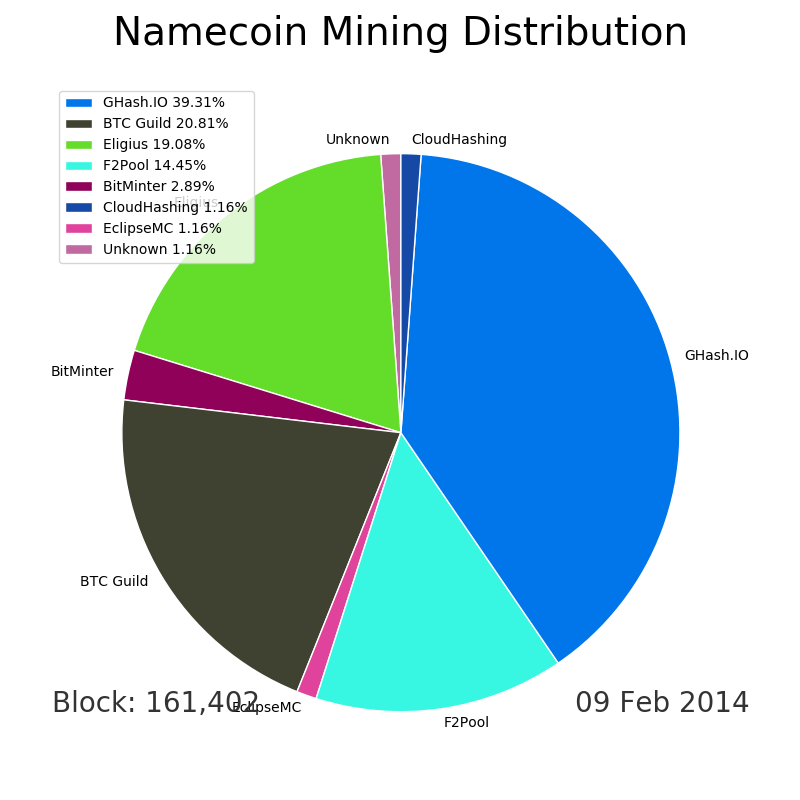 Namecoin Mining Distribution
GHash.IO 39.31%
BTC Guild 20.81%
Eligius 19.08%
F2Pool 14.45%
BitMinter 2.89%
CloudHashing 1.16%
EclipseMC 1.16%
Unknown 1.16%
Unknown
CloudHashing
Eligius
GHash.IO
BitMinter
BTC Guild
EclipseMC
F2Pool
Block: 161,402
09 Feb 2014